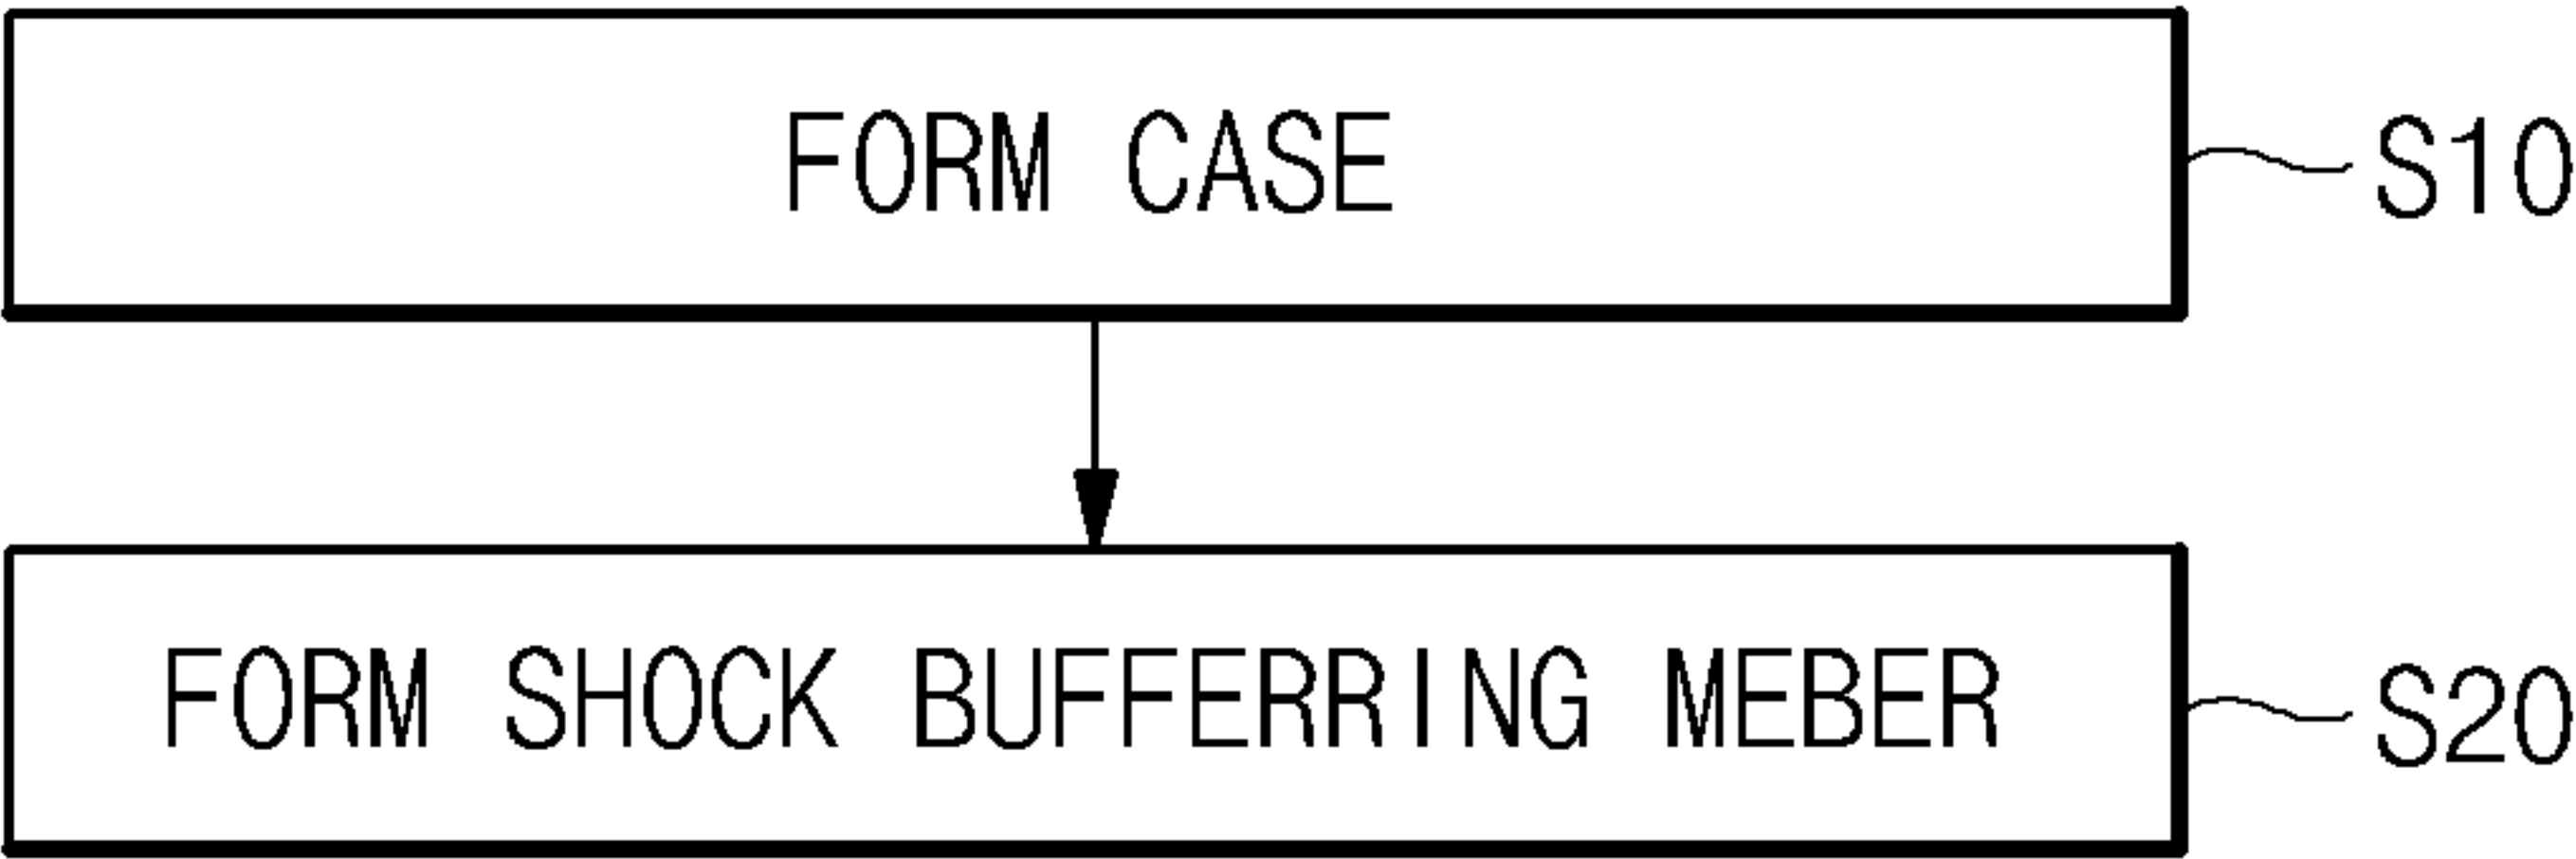 FORM CASE
S10
FORM SHOCK BUFFERRING MEBER
S20